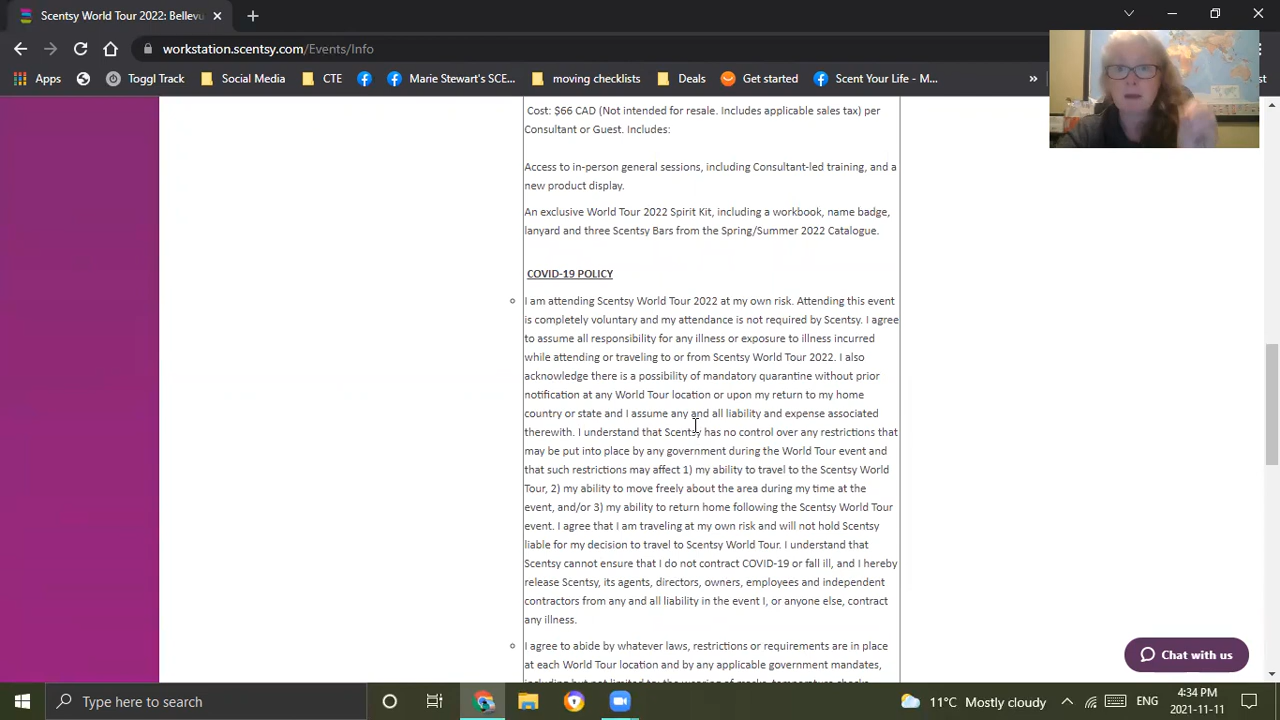 Scentsy World Tour 2022: Bellevu
workstation.scentsy.com/Events/Info
Apps Toggl Track Social Media CTE Marie Stewart's SCE... moving checklists Deals Get started Scent Your Life - M... »
Cost: $66 CAD (Not intended for resale. Includes applicable sales tax) per
Consultant or Guest. Includes:
Access to in-person general sessions, including Consultant-led training, and a
new product display.
An exclusive World Tour 2022 Spirit Kit, including a workbook, name badge,
lanyard and three Scentsy Bars from the Spring/Summer 2022 Catalogue.
COVID-19 POLICY
I am attending Scentsy World Tour 2022 at my own risk. Attending this event
is completely voluntary and my attendance is not required by Scentsy. I agree
to assume all responsibility for any illness or exposure to illness incurred
while attending or traveling to or from Scentsy World Tour 2022. I also
acknowledge there is a possibility of mandatory quarantine without prior
notification at any World Tour location or upon my return to my home
country or state and I assume any and all liability and expense associated
therewith. I understand that Scentsy has no control over any restrictions that
may be put into place by any government during the World Tour event and
that such restrictions may affect 1) my ability to travel to the Scentsy World
Tour, 2) my ability to move freely about the area during my time at the
event, and/or 3) my ability to return home following the Scentsy World Tour
event. I agree that I am traveling at my own risk and will not hold Scentsy
liable for my decision to travel to Scentsy World Tour. I understand that
Scentsy cannot ensure that I do not contract COVID-19 or fall ill, and I hereby
release Scentsy, its agents, directors, owners, employees and independent
contractors from any and all liability in the event I, or anyone else, contract
any illness.
I agree to abide by whatever laws, restrictions or requirements are in place
at each World Tour location and by any applicable government mandates,
including but not limited to: the wearing of masks, temperature checks
Chat with us
Type here to search
11°C Mostly cloudy
ENG
4:34 PM
2021-11-11